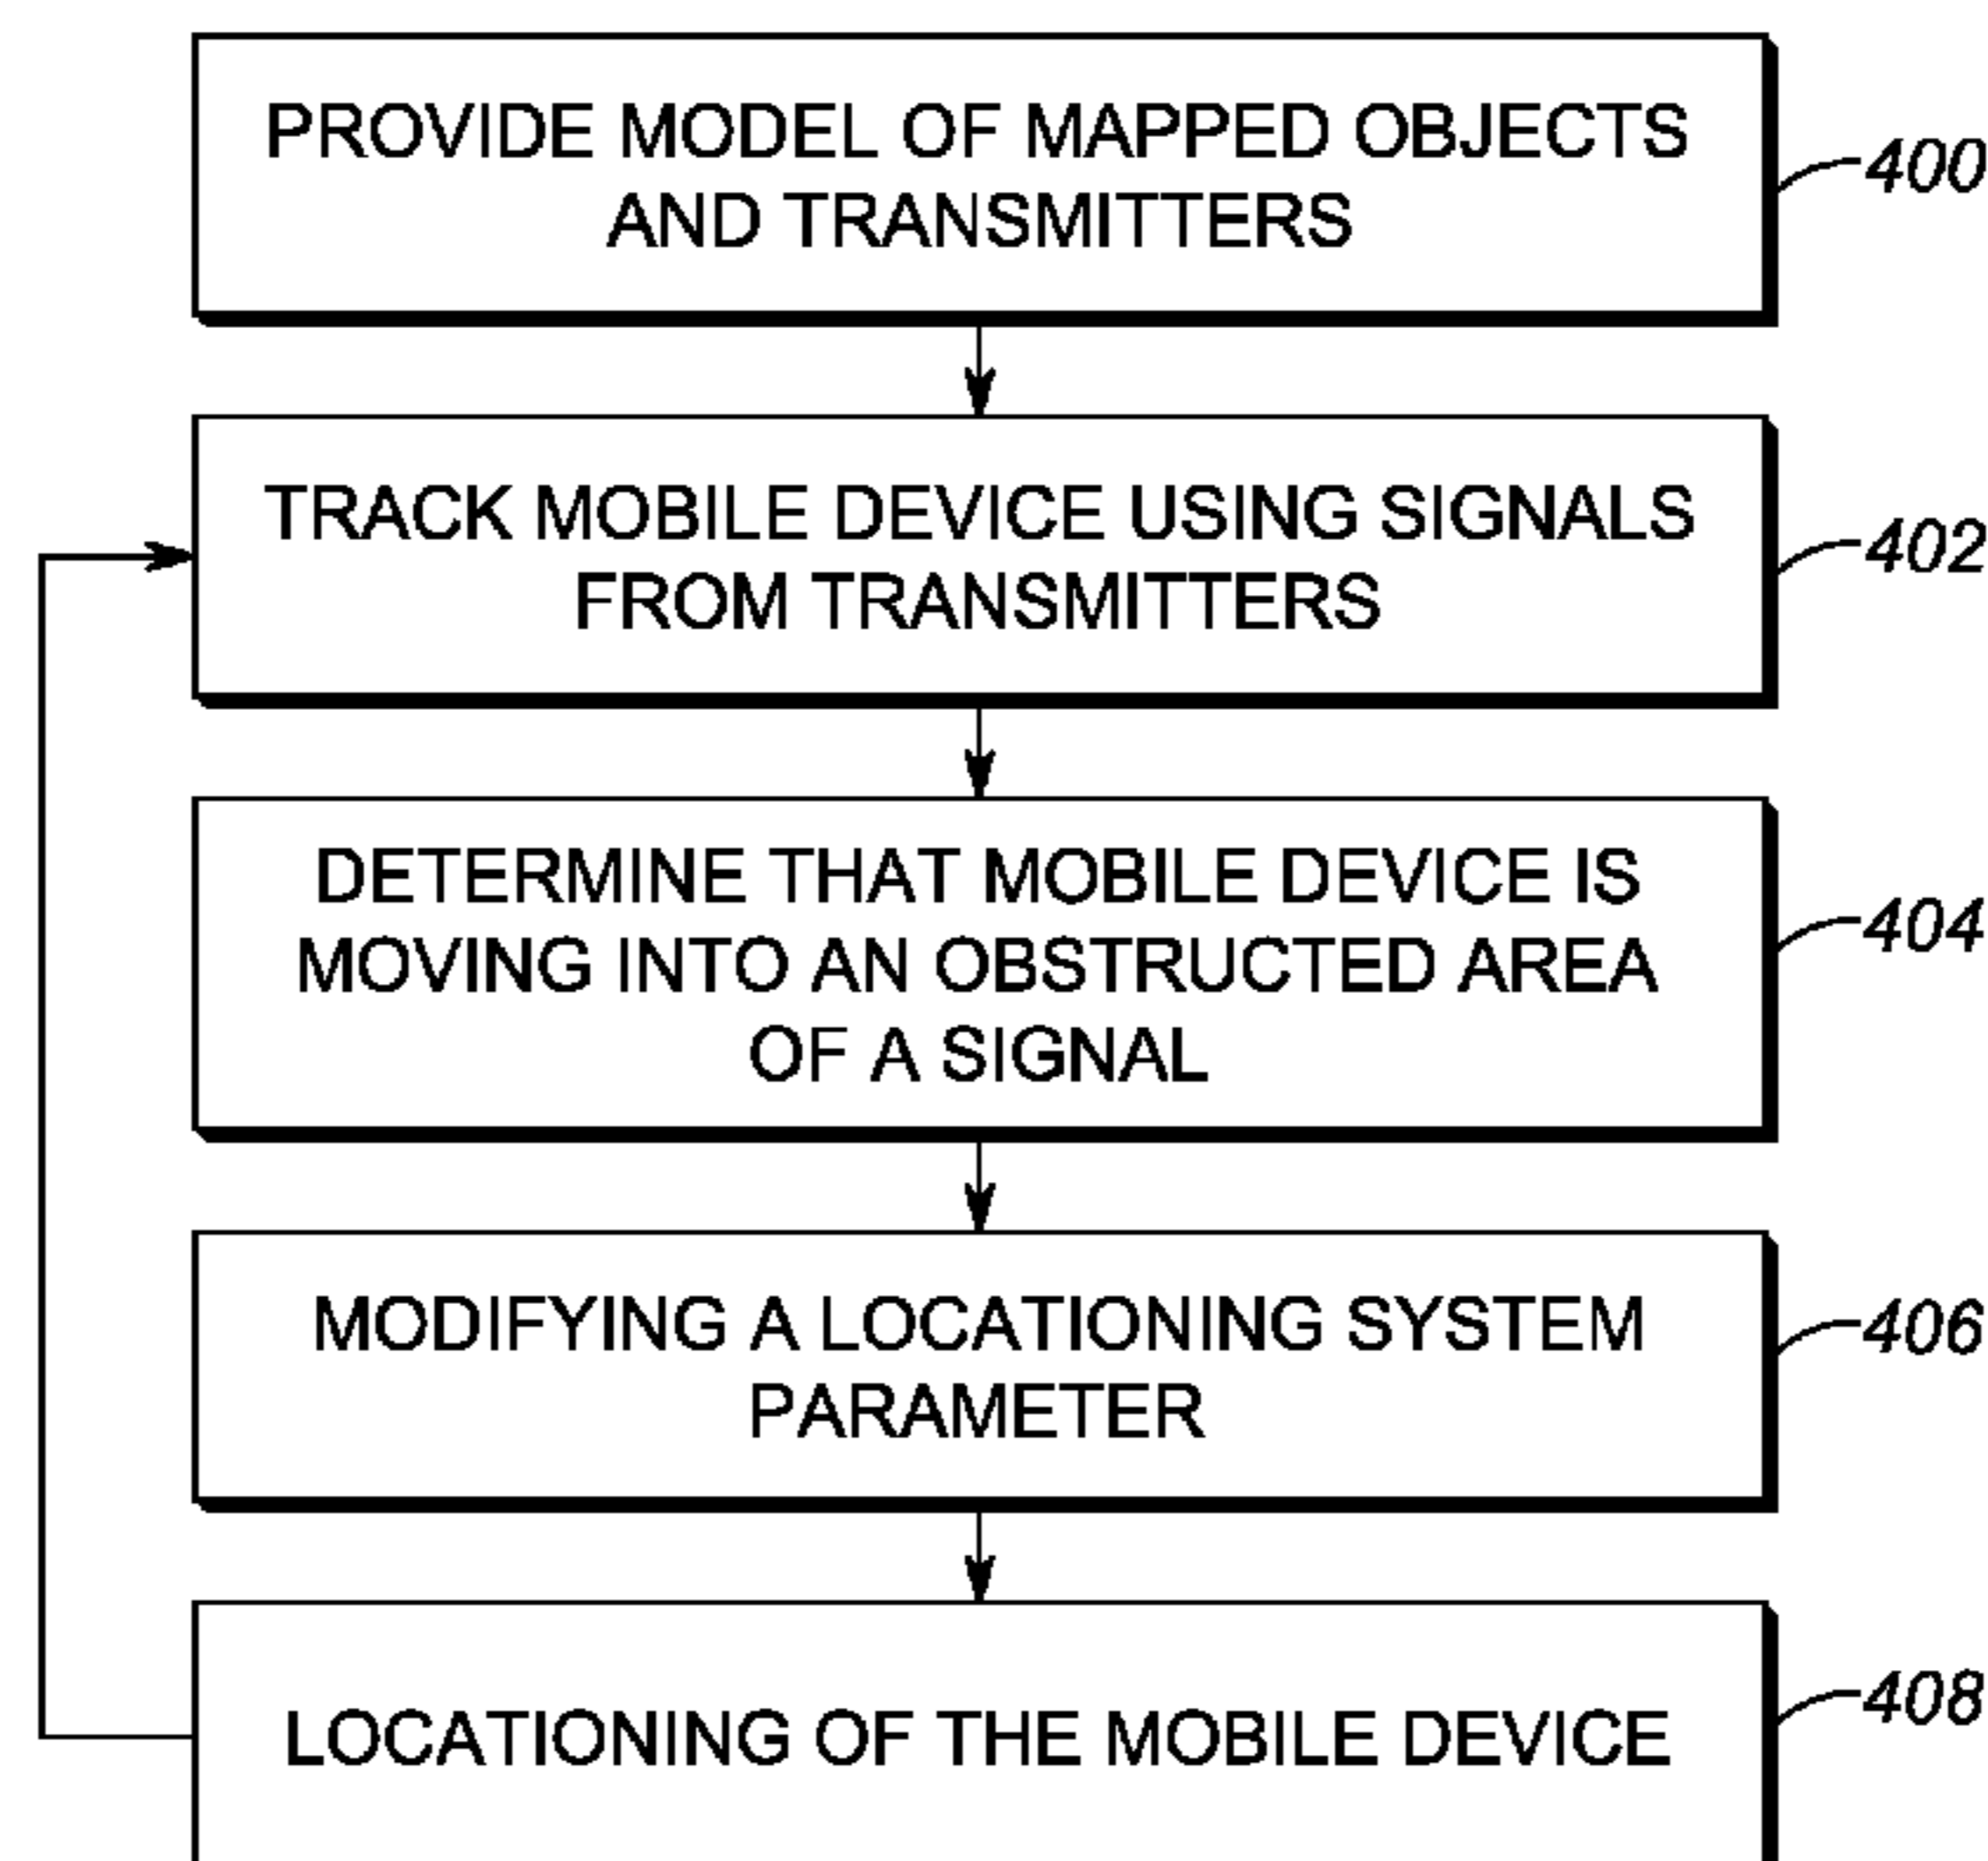 PROVIDE MODEL OF MAPPED OBJECTS
AND TRANSMITTERS
400
TRACK MOBILE DEVICE USING SIGNALS
FROM TRANSMITTERS
402
DETERMINE THAT MOBILE DEVICE IS
MOVING INTO AN OBSTRUCTED AREA
OF A SIGNAL
404
MODIFYING A LOCATIONING SYSTEM
PARAMETER
406
LOCATIONING OF THE MOBILE DEVICE
408